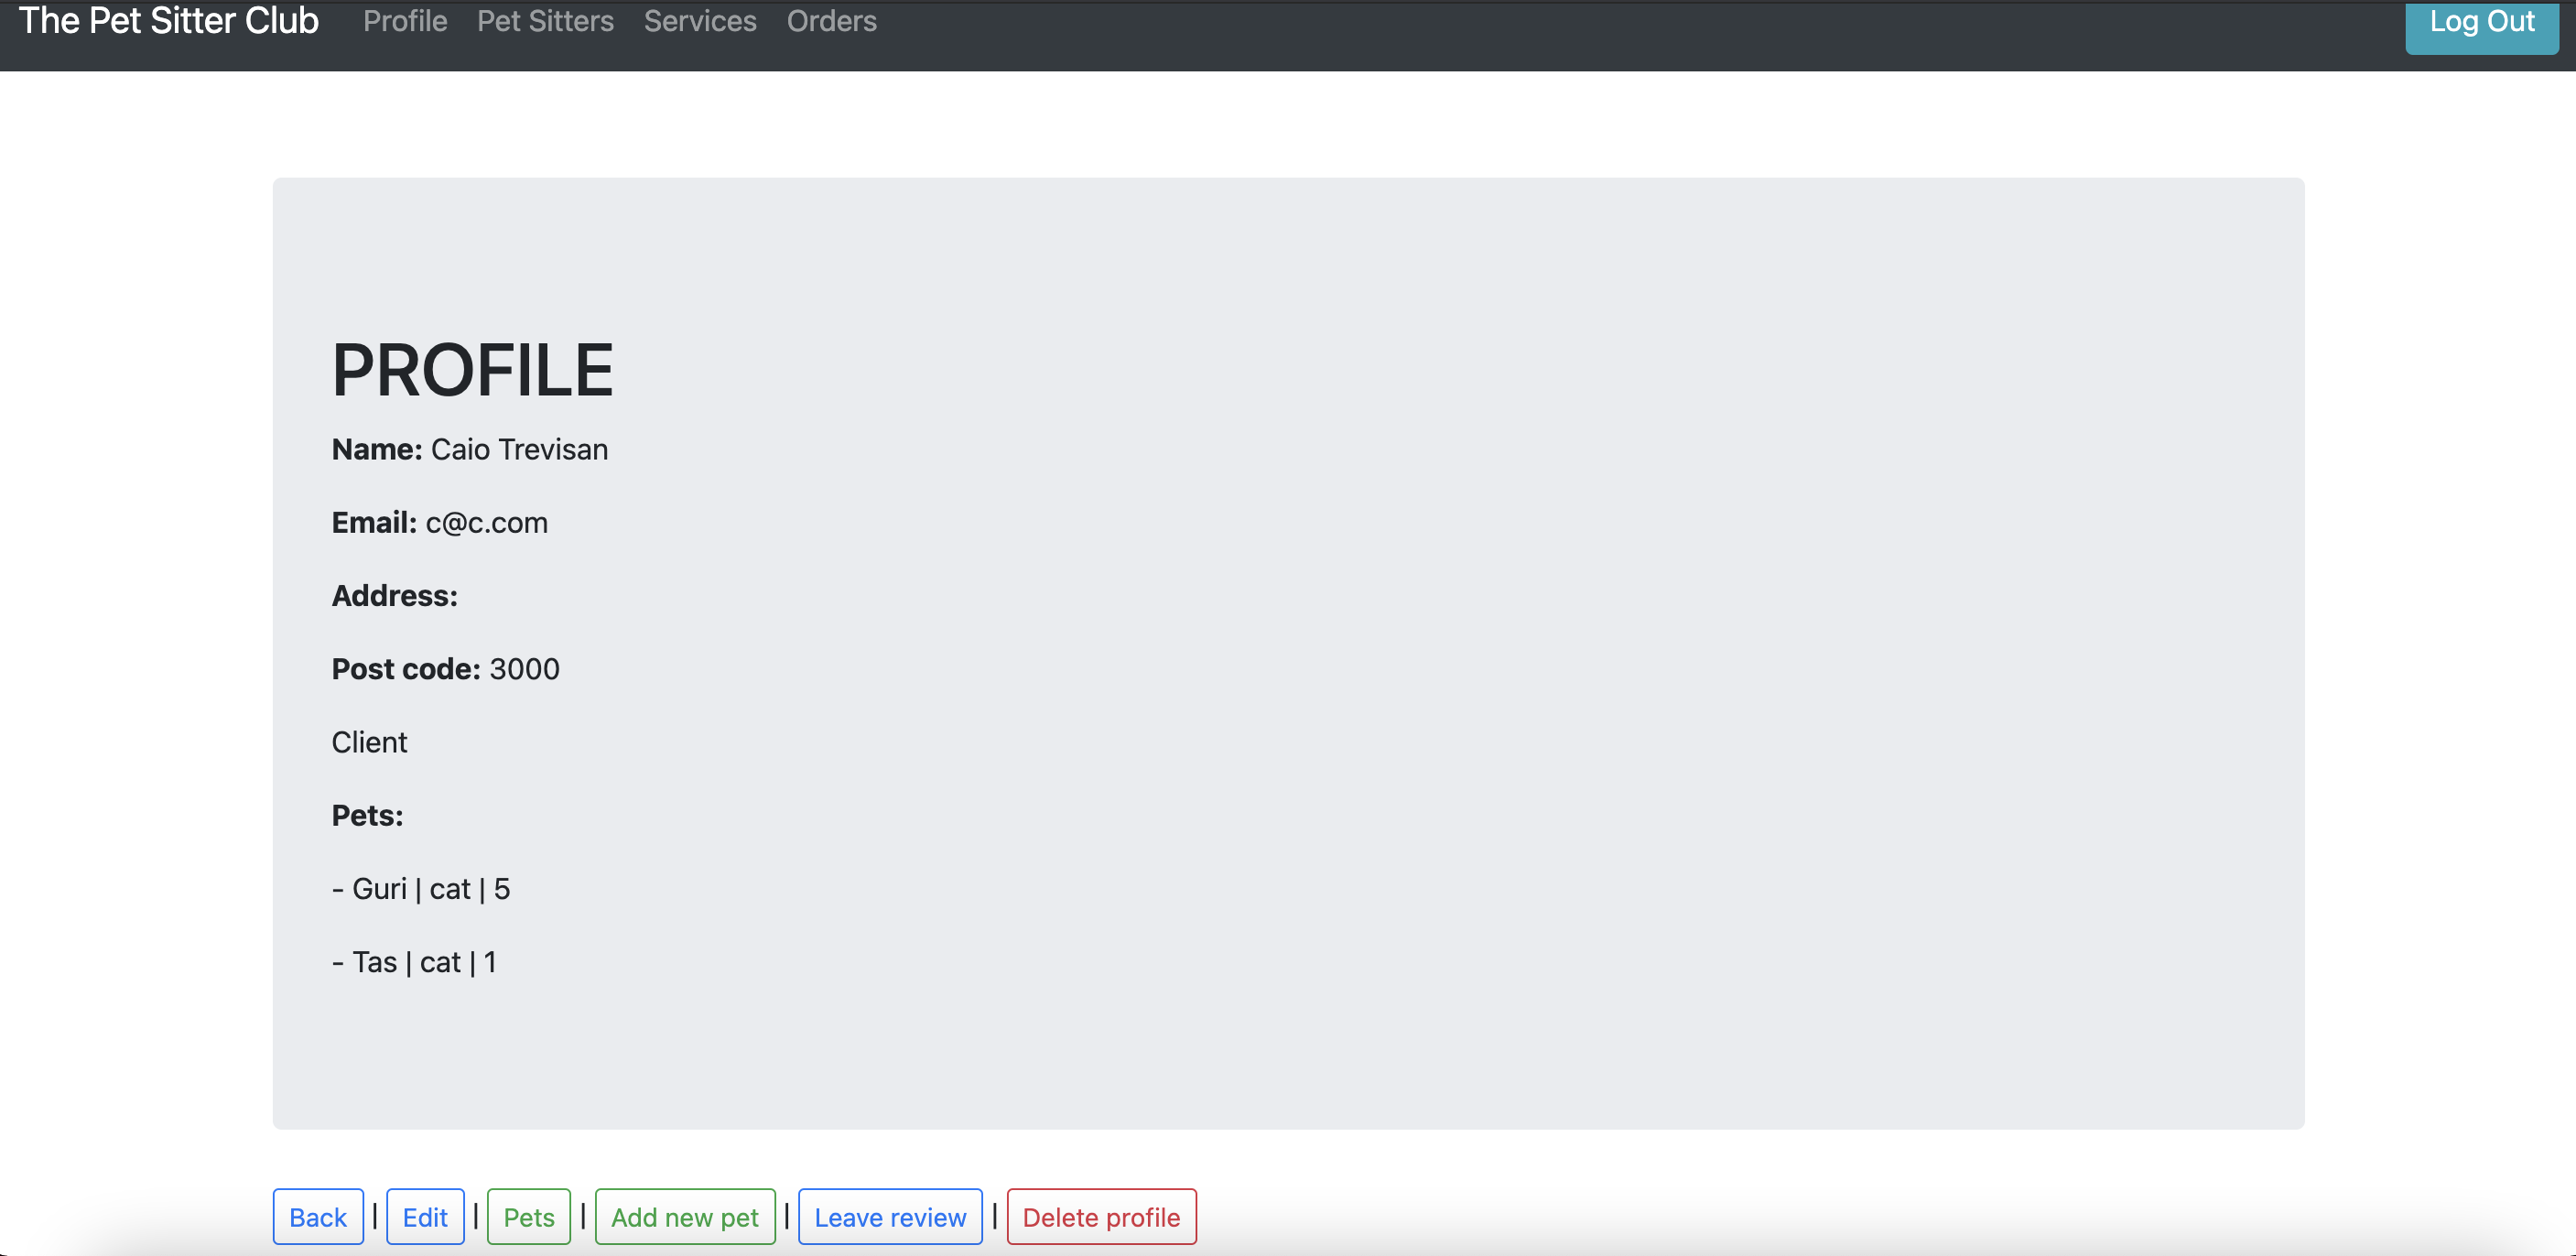 The Pet Sitter Club Profile Pet Sitters Services Orders Log Out
PROFILE
Name: Caio Trevisan
Email: c@c.com
Address:
Post code: 3000
Client
Pets:
- Guri | cat | 5
- Tas | cat | 1
Back | Edit | Pets | Add new pet | Leave review | Delete profile